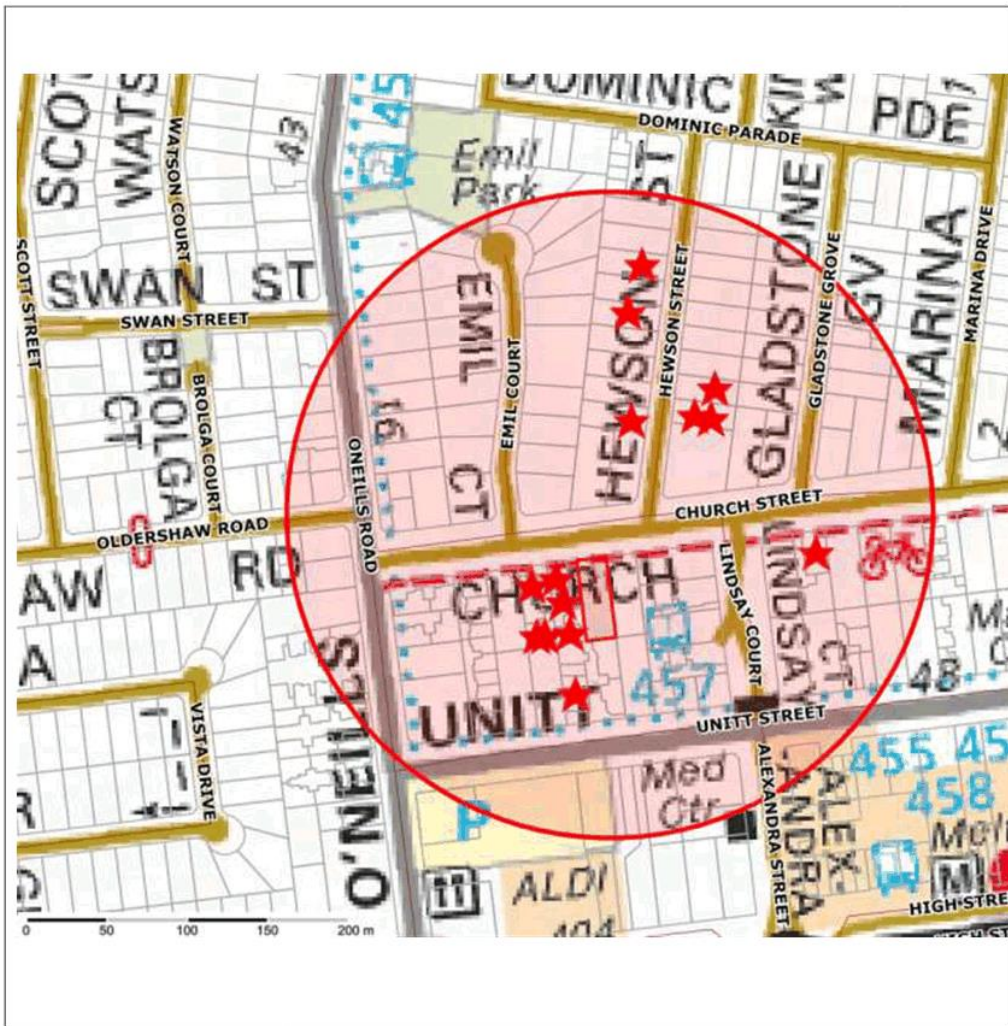 DOMINIC
PDE
DOMINIC PARADE
45
43
SCOT
WATS
WATSON COURT
Emil
Park
ST
GLADSTONE
GV
MARINA
MARINA DRIVE
SCOTT STREET
SWAN ST
SWAN STREET
EMIL
CT
EMIL COURT
HEWSON
HEWSON STREET
GLADSTONE GROVE
BROLGA
CT
BROLGA COURT
16
ONEILLS ROAD
CHURCH STREET
OLDERSHAW ROAD
AW RD
A
CHURCH
LINDSAY COURT
LINDSAY
CT
48
457
UNITT
UNITT STREET
VISTA DRIVE
O'NEILLS
Med
Ctr
P
ALEXANDRA STREET
ALEX-
-ANDRA
455 45
458
ALDI
HIGH STRE
0 50 100 150 200 m